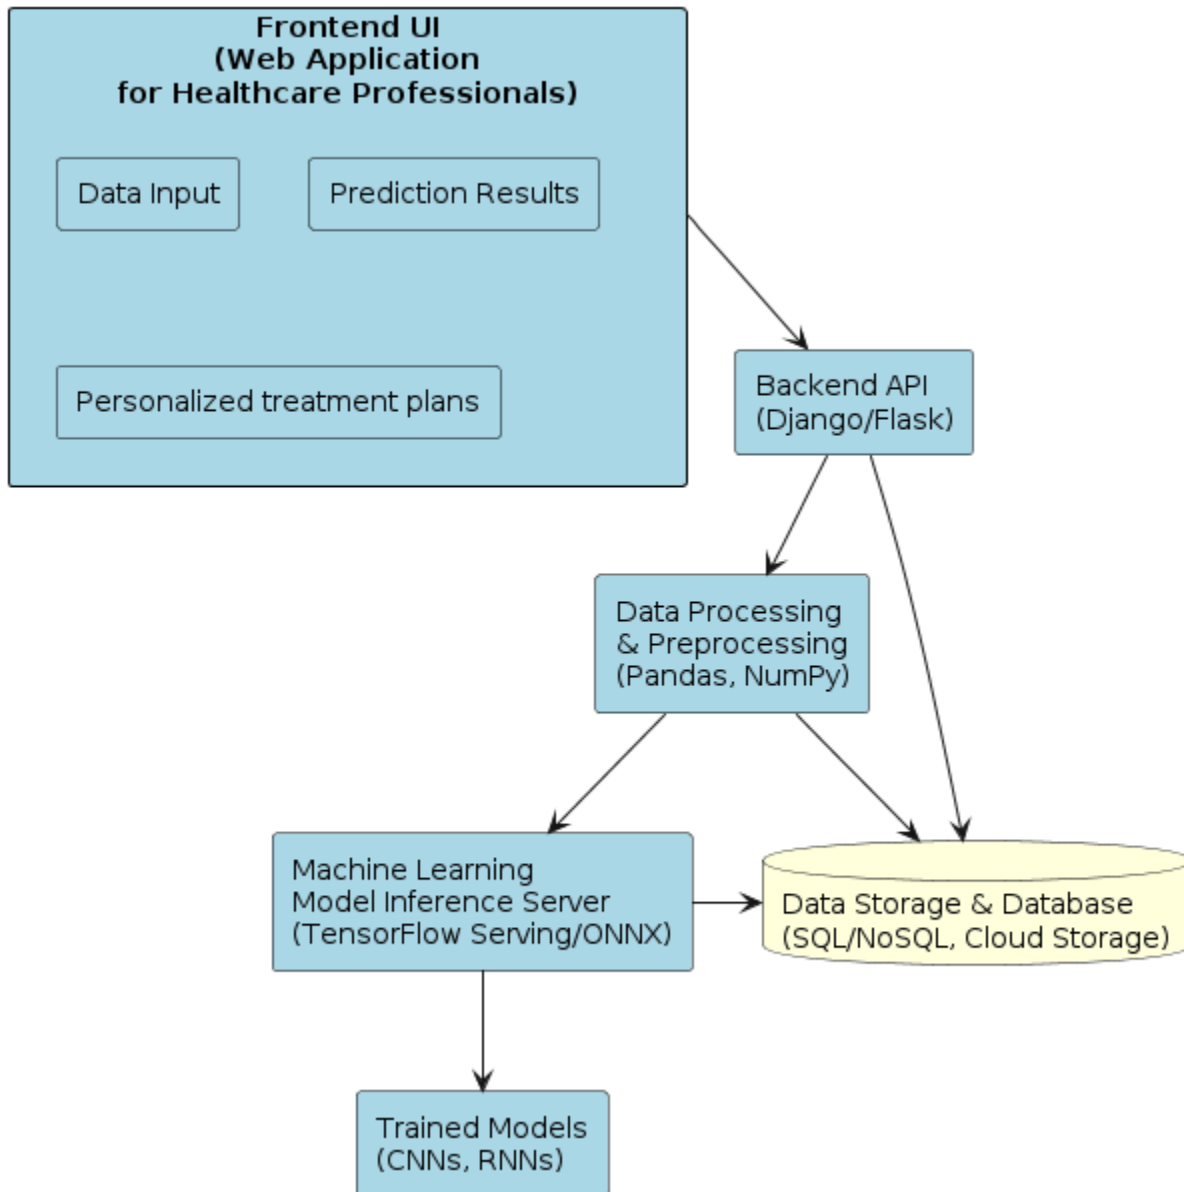 Frontend UI
(Web Application
for Healthcare Professionals)
Data Input
Prediction Results
Personalized treatment plans
Backend API
(Django/Flask)
Data Processing
& Preprocessing
(Pandas, NumPy)
Machine Learning
Model Inference Server
(TensorFlow Serving/ONNX)
Data Storage & Database
(SQL/NoSQL, Cloud Storage)
Trained Models
(CNNs, RNNs)